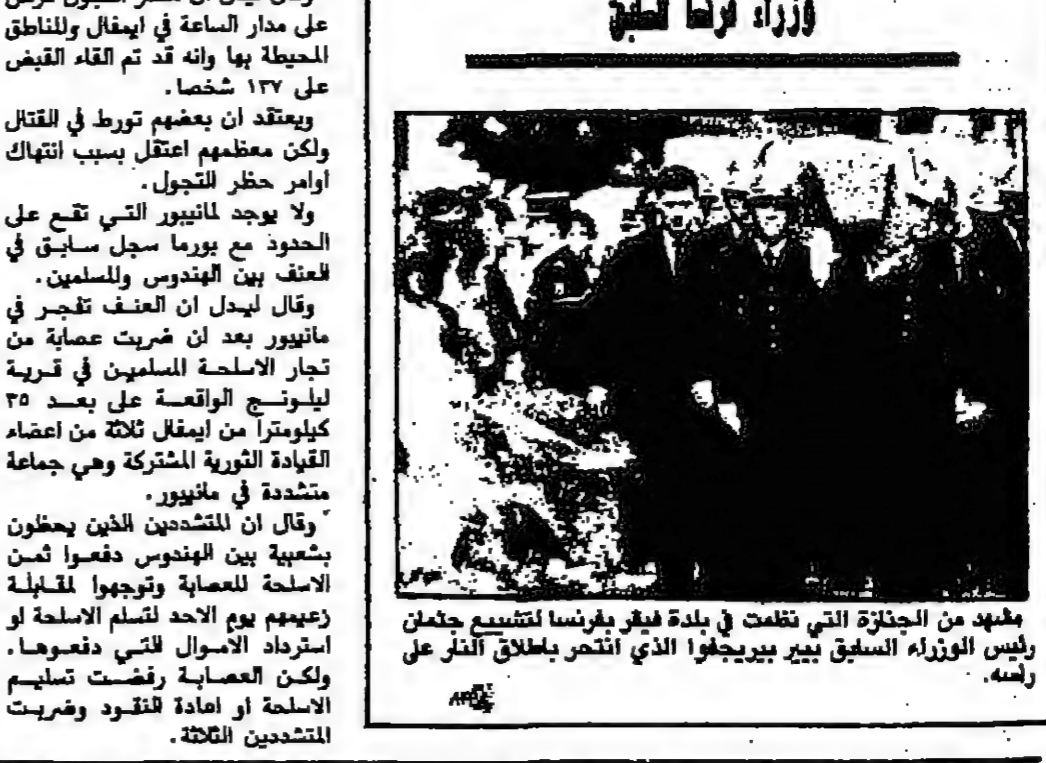 على مدار الساعة في ايمفال والمناطق
المحيطة بها وانه قد تم القاء القبض
على ١٣٧ شخصا.
ويعتقد ان بعضهم تورط في القتال
ولكن معظمهم اعتقل بسبب انتهاك
اوامر حظر التجول.
ولا يوجد لمانيبور التي تقع على
الحدود مع بورما سجل سابق في
العنف بين الهندوس والمسلمين.
وقال ليدل ان العنف تفجر في
مانيبور بعد ان ضربت عصابة من
تجار الاسلحة المسلمين في قرية
ليلونج الواقعة على بعد ٣٥
كيلومترا من ايمفال ثلاثة من اعضاء
القيادة الثورية المشتركة وهي جماعة
متشددة في مانيبور.
وقال ان المتشددين الذين يحظون
بشعبية بين الهندوس دفعوا ثمن
الاسلحة للعصابة وتوجهوا لمقابلة
زعيمهم يوم الاحد لتسلم الاسلحة او
استرداد الاموال التي دفعوها.
ولكن العصابة رفضت تسليم
الاسلحة او اعادة النقود وضربت
المتشددين الثلاثة.
وزراء فرنسا السابق
مشهد من الجنازة التي نظمت في بلدة فيفر بفرنسا لتشييع جثمان
رئيس الوزراء السابق بيير بيريجفوا الذي انتحر باطلاق النار على
راسه.